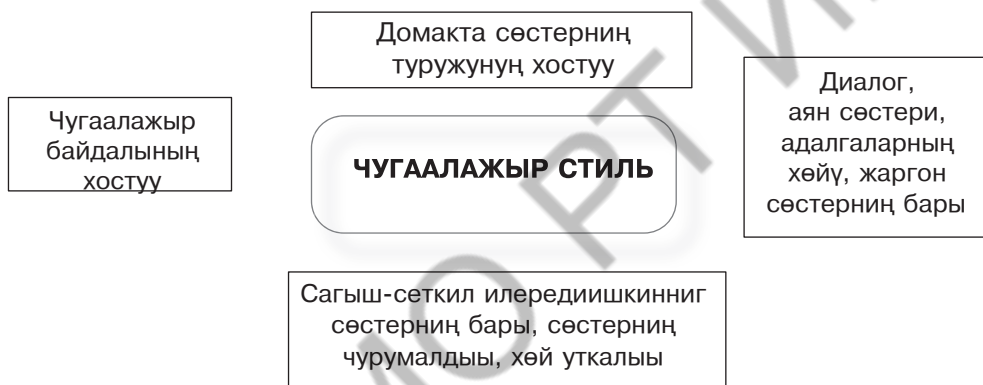 Домакта сөстерниң
туружунуң хостуу
Чугаалажыр
байдалының
хостуу
ЧУГААЛАЖЫР СТИЛЬ
Диалог,
аян сөстери,
адалгаларның
хөйү, жаргон
сөстерниң бары
Сагыш-сеткил илередиишкинниг
сөстерниң бары, сөстерниң
чурумалдыы, хөй уткалыы